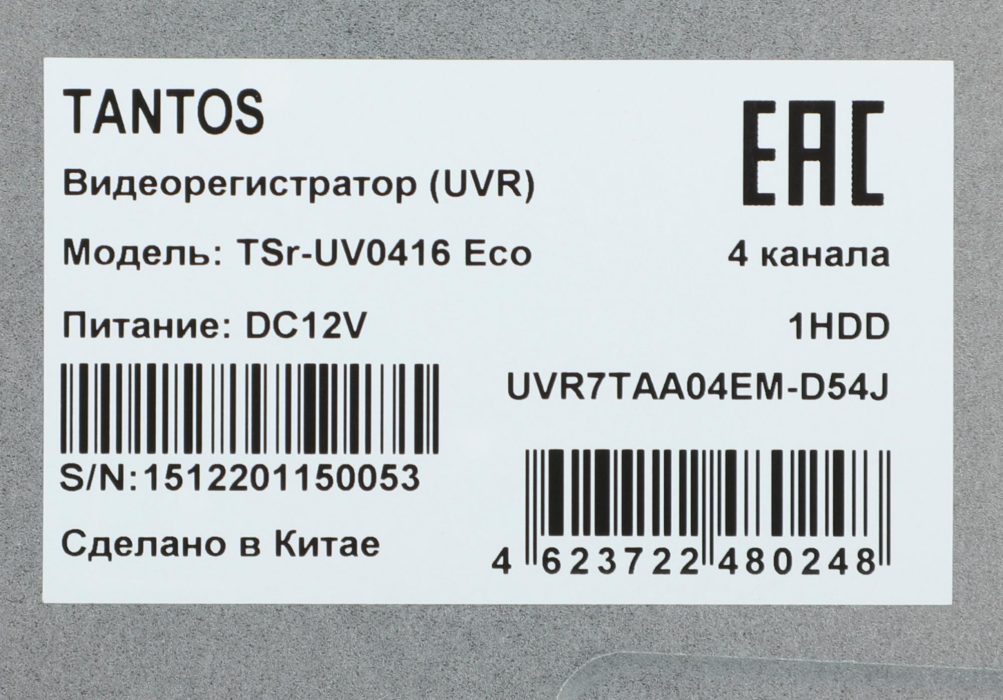 TANTOS
EAC
Видеорегистратор (UVR)
Модель: TSr-UV0416 Eco
4 канала
Питание: DC12V
1HDD
UVR7TAA04EM-D54J
S/N:1512201150053
Сделано в Китае
4 623722 480248